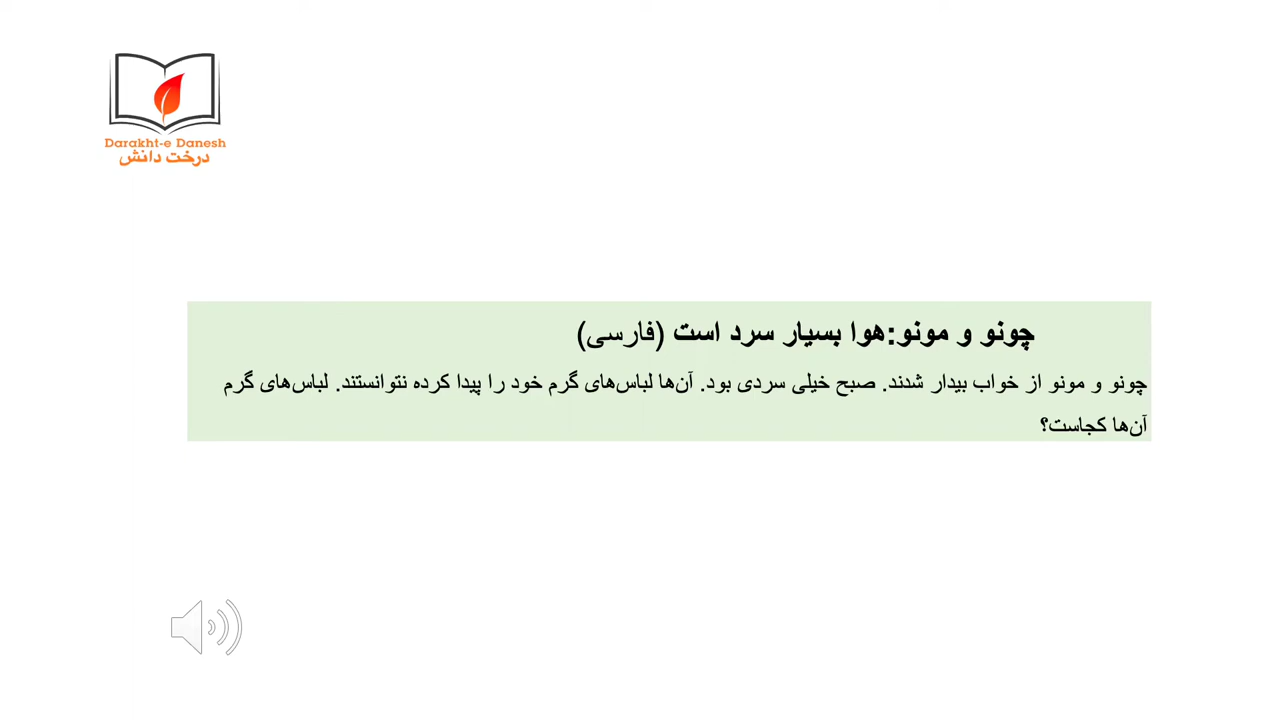 Darakht-e Danesh
درخت دانش
چونو و مونو:هوا بسیار سرد است (فارسی)
چونو و مونو از خواب بیدار شدند. صبح خیلی سردی بود. آن‌ها لباس‌های گرم خود را پیدا کرده نتوانستند. لباس‌های گرم
آن‌ها کجاست؟